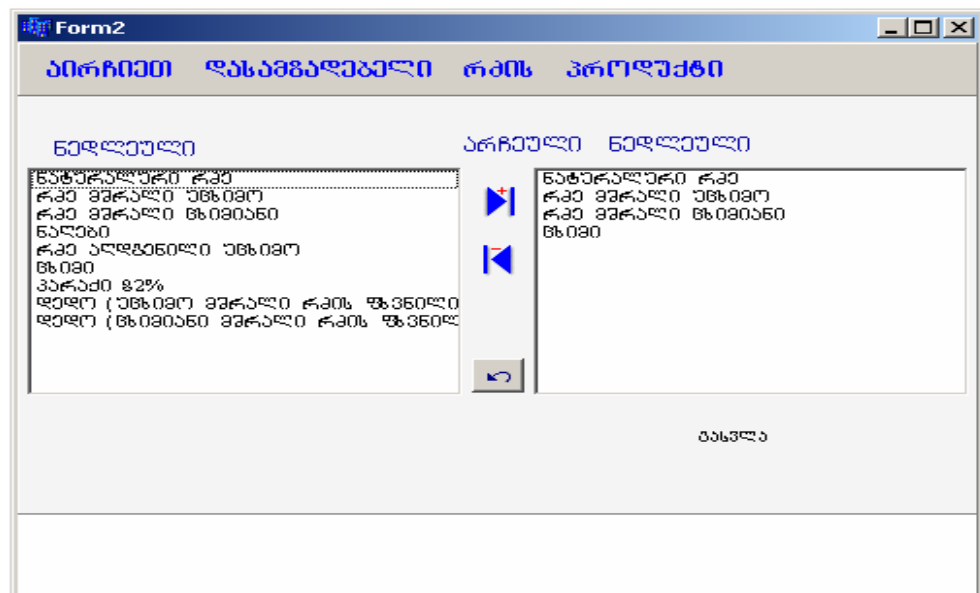 Form2
აირჩიეთ დასამზადებელი რძის პროდუქტი
ნედლეული
არჩეული ნედლეული
ნატურალური რძე
რძე მშრალი უცხიმო
რძე მშრალი ცხიმიანი
ნაღები
რძე აღდგენილი უცხიმო
ცხიმი
კარაქი 82%
დედო (უცხიმო მშრალი რძის ფხვნილი
დედო (ცხიმიანი მშრალი რძის ფხვნილ
ნატურალური რძე
რძე მშრალი უცხიმო
რძე მშრალი ცხიმიანი
ცხიმი
გასვლა